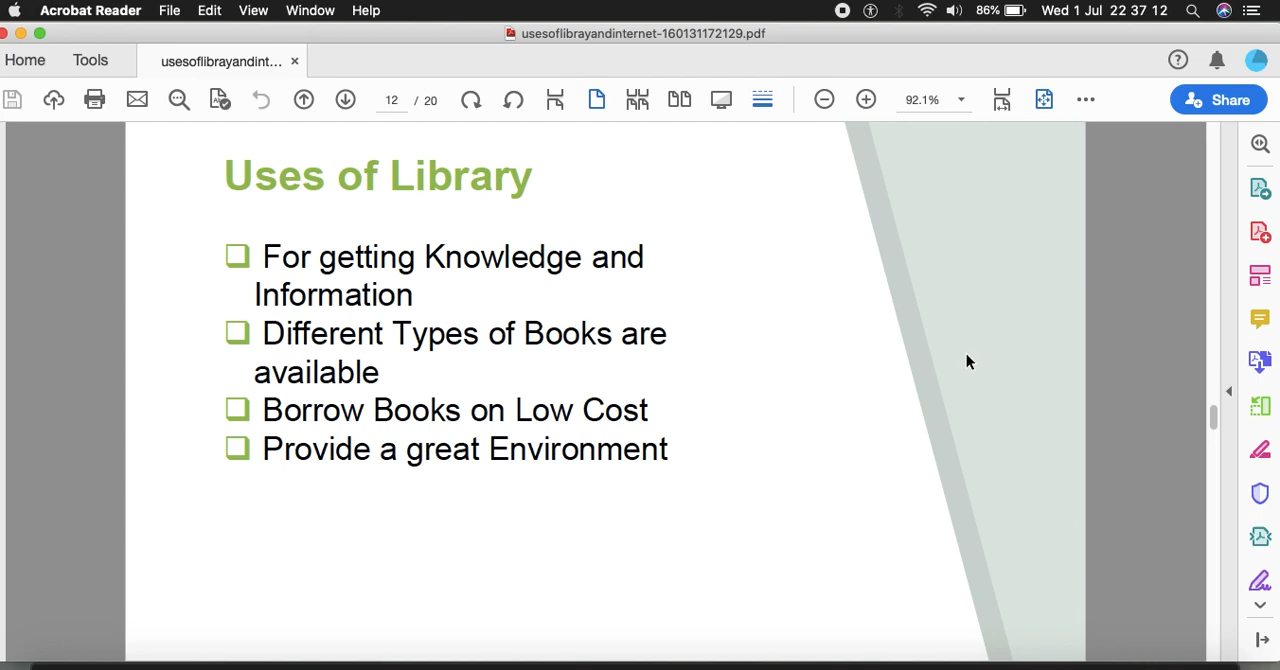 Acrobat Reader File Edit View Window Help 86% Wed 1 Jul 22 37 12
usesoflibrayandinternet-160131172129.pdf
Home Tools usesoflibrayandint... ×
12 / 20 92.1% Share
Uses of Library
For getting Knowledge and
Information
Different Types of Books are
available
Borrow Books on Low Cost
Provide a great Environment